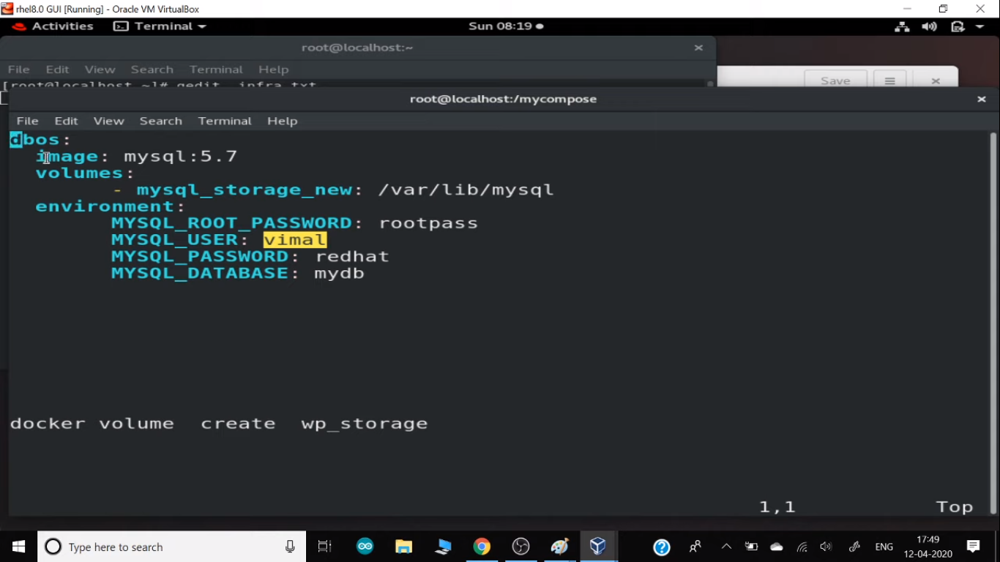 rhel8.0 GUI [Running] - Oracle VM VirtualBox
Activities Terminal Sun 08:19
root@localhost:~
File Edit View Search Terminal Help
Save
[root@localhost ~]# gedit infra.txt
root@localhost:/mycompose
File Edit View Search Terminal Help
dbos:
image: mysql:5.7
volumes:
- mysql_storage_new: /var/lib/mysql
environment:
MYSQL_ROOT_PASSWORD: rootpass
MYSQL_USER: vimal
MYSQL_PASSWORD: redhat
MYSQL_DATABASE: mydb
docker volume create wp_storage
1,1 Top
Type here to search
ENG
17:49
12-04-2020